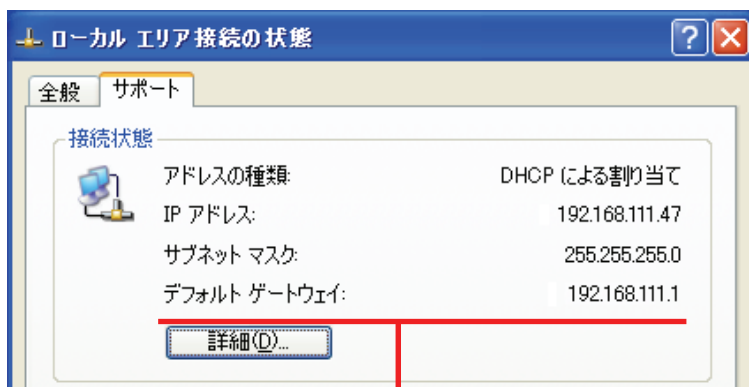 ローカル エリア接続の状態
全般 サポート
接続状態
アドレスの種類: DHCP による割り当て
IP アドレス: 192.168.111.47
サブネット マスク: 255.255.255.0
デフォルト ゲートウェイ: 192.168.111.1
詳細(D)...